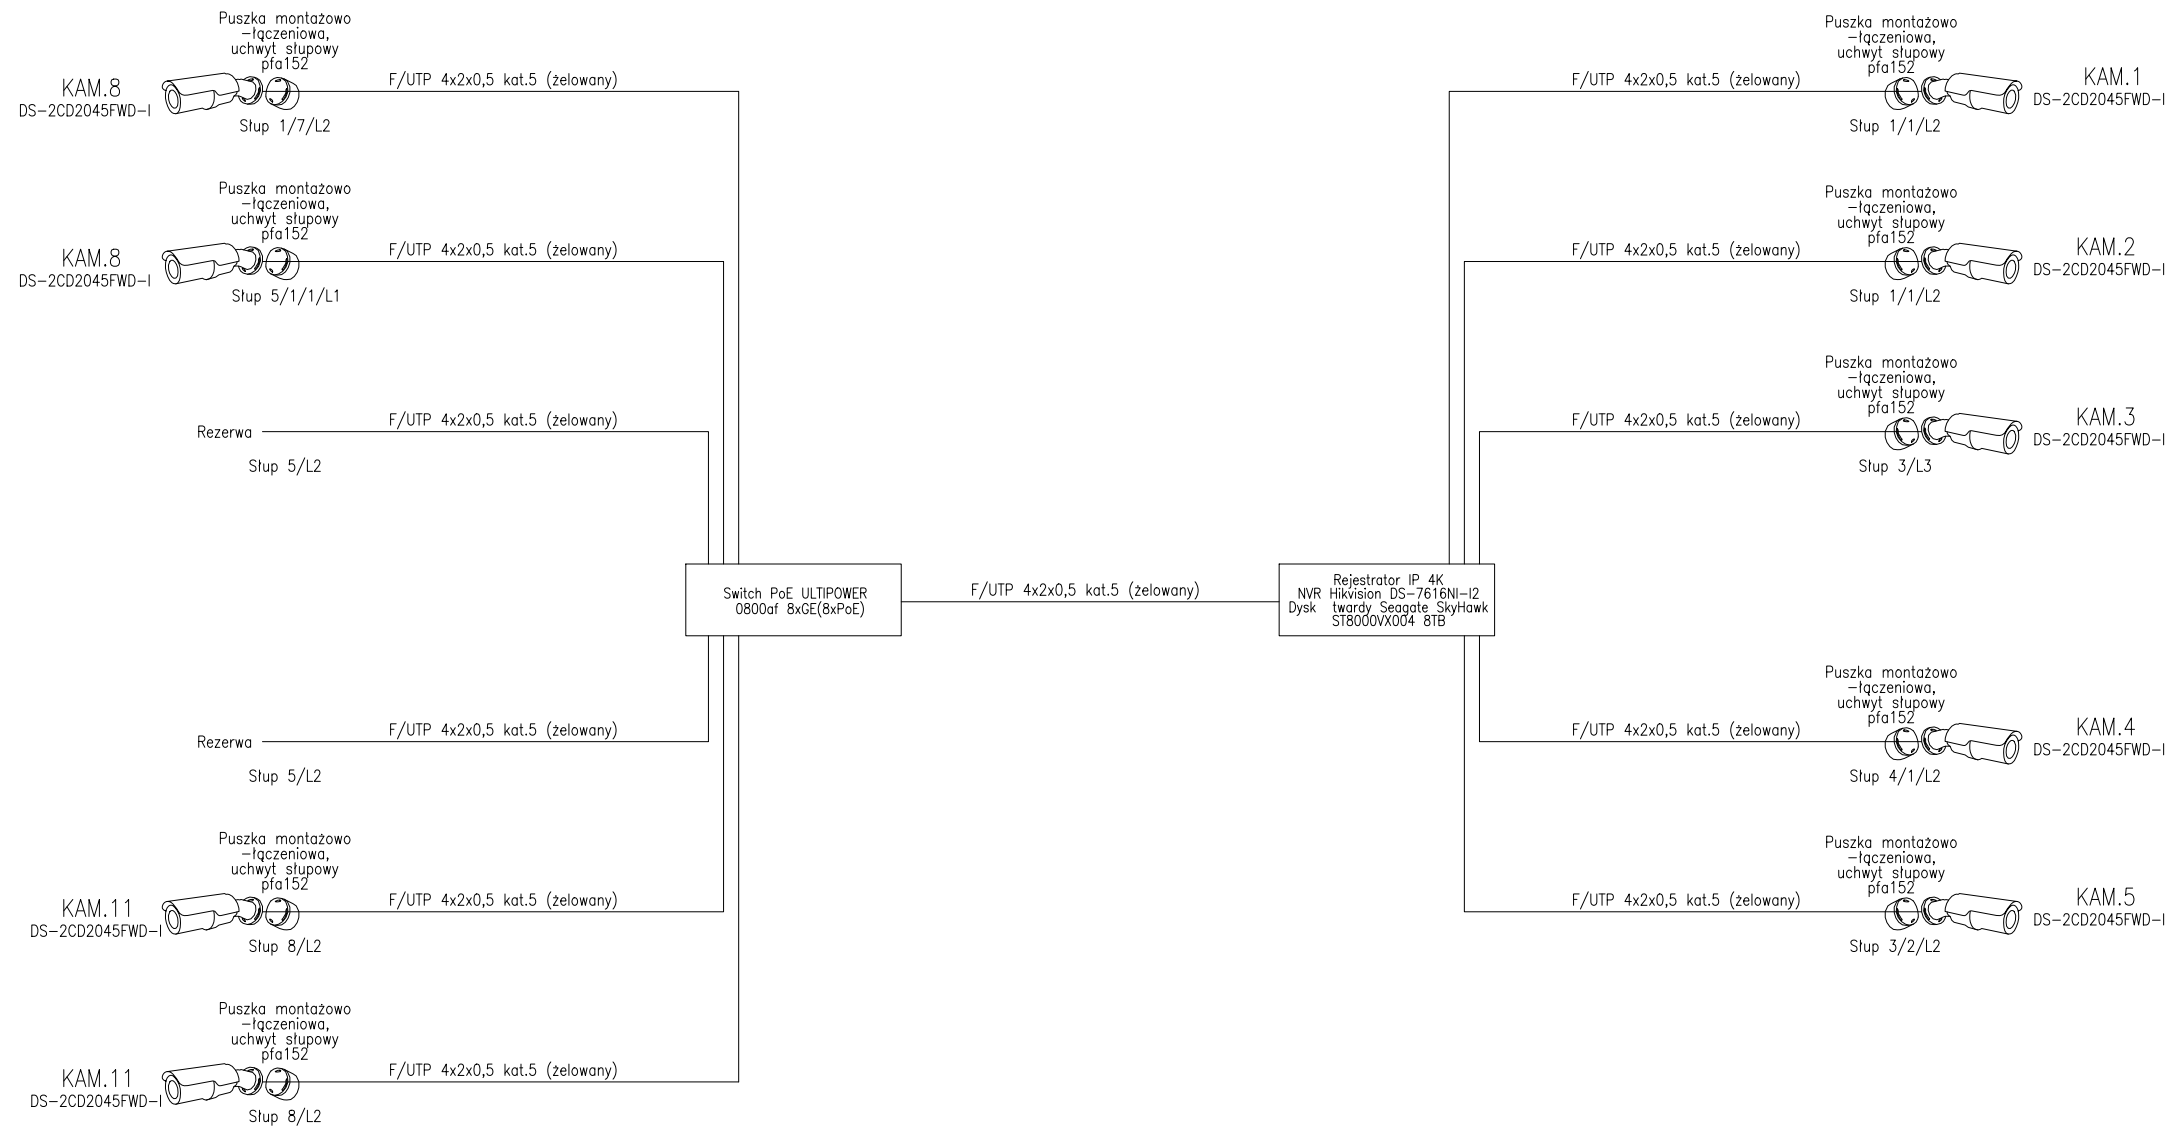 Puszka montażowo
-łączeniowa,
uchwyt słupowy
pfa152
KAM.8
DS-2CD2045FWD-I
F/UTP 4x2x0,5 kat.5 (żelowany)
Słup 1/7/L2
Puszka montażowo
-łączeniowa,
uchwyt słupowy
pfa152
KAM.8
DS-2CD2045FWD-I
F/UTP 4x2x0,5 kat.5 (żelowany)
Słup 5/1/1/L1
F/UTP 4x2x0,5 kat.5 (żelowany)
Rezerwa
Słup 5/L2
Switch PoE ULTIPOWER
0800af 8xGE(8xPoE)
F/UTP 4x2x0,5 kat.5 (żelowany)
Rezerwa
Słup 5/L2
Puszka montażowo
-łączeniowa,
uchwyt słupowy
pfa152
KAM.11
DS-2CD2045FWD-I
F/UTP 4x2x0,5 kat.5 (żelowany)
Słup 8/L2
Puszka montażowo
-łączeniowa,
uchwyt słupowy
pfa152
KAM.11
DS-2CD2045FWD-I
F/UTP 4x2x0,5 kat.5 (żelowany)
Słup 8/L2
F/UTP 4x2x0,5 kat.5 (żelowany)
Rejestrator IP 4K
NVR Hikvision DS-7616NI-I2
Dysk twardy Seagate SkyHawk
ST8000VX004 8TB
Puszka montażowo
-łączeniowa,
uchwyt słupowy
pfa152
F/UTP 4x2x0,5 kat.5 (żelowany)
KAM.1
DS-2CD2045FWD-I
Słup 1/1/L2
Puszka montażowo
-łączeniowa,
uchwyt słupowy
pfa152
F/UTP 4x2x0,5 kat.5 (żelowany)
KAM.2
DS-2CD2045FWD-I
Słup 1/1/L2
Puszka montażowo
-łączeniowa,
uchwyt słupowy
pfa152
F/UTP 4x2x0,5 kat.5 (żelowany)
KAM.3
DS-2CD2045FWD-I
Słup 3/L3
Puszka montażowo
-łączeniowa,
uchwyt słupowy
pfa152
F/UTP 4x2x0,5 kat.5 (żelowany)
KAM.4
DS-2CD2045FWD-I
Słup 4/1/L2
Puszka montażowo
-łączeniowa,
uchwyt słupowy
pfa152
F/UTP 4x2x0,5 kat.5 (żelowany)
KAM.5
DS-2CD2045FWD-I
Słup 3/2/L2